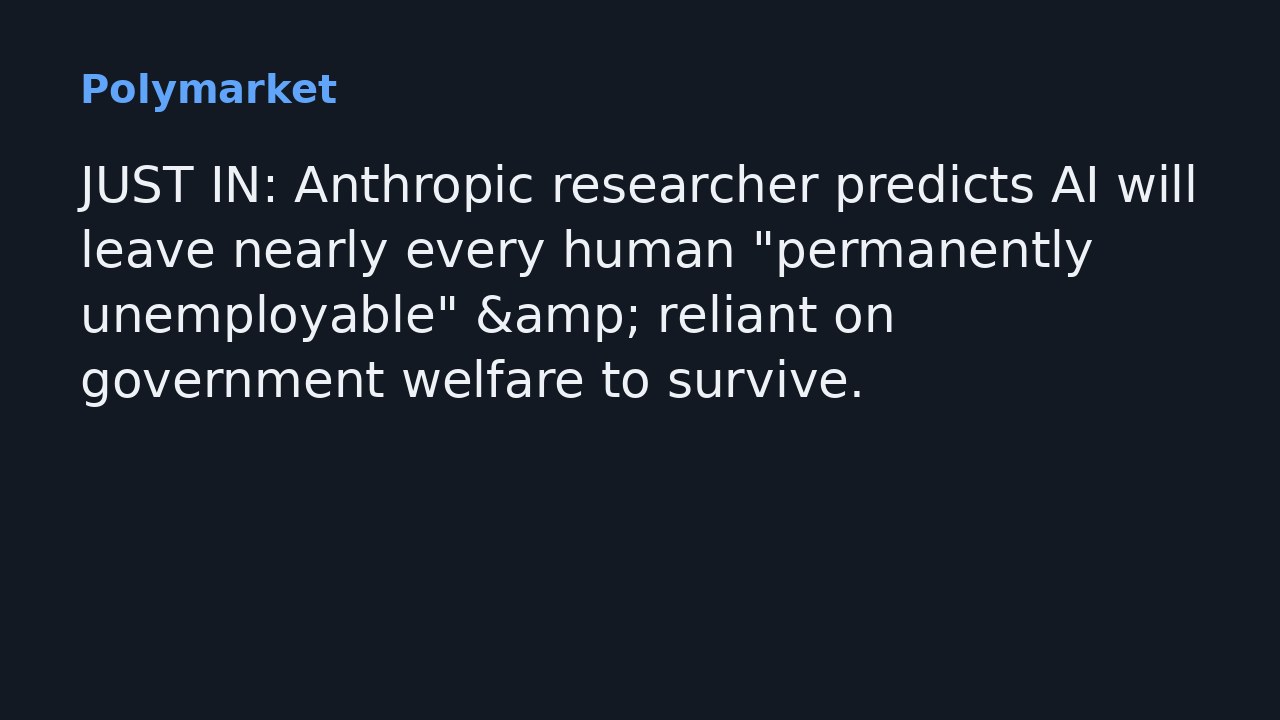 Polymarket
JUST IN: Anthropic researcher predicts AI will
leave nearly every human "permanently
unemployable" &amp; reliant on
government welfare to survive.